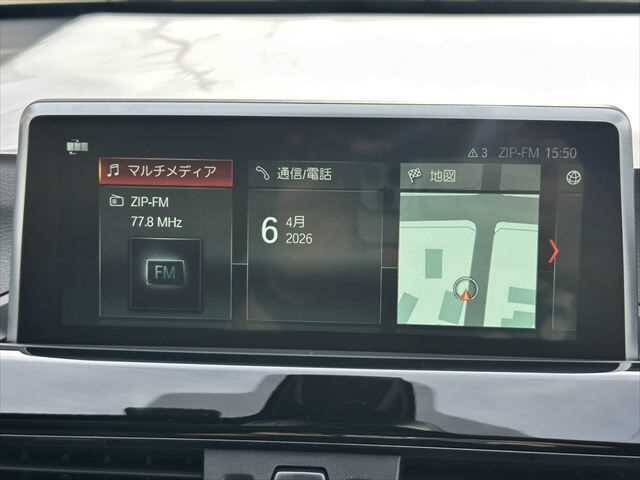 3 ZIP-FM 15:50
マルチメディア
ZIP-FM
77.8 MHz
FM
通信/電話
6 4月
2026
地図